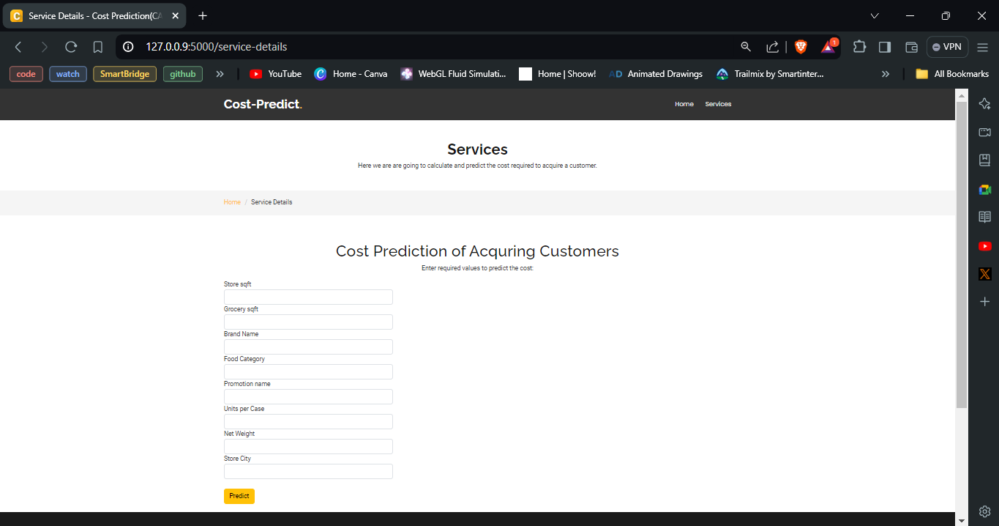 Service Details - Cost Prediction(CA
127.0.0.9:5000/service-details
1
VPN
code watch SmartBridge github » YouTube Home - Canva WebGL Fluid Simulati... Home | Shoow! AD Animated Drawings Trailmix by Smartinter... » All Bookmarks
Cost-Predict. Home Services
Services
Here we are are going to calculate and predict the cost required to acquire a customer.
Home / Service Details
Cost Prediction of Acquring Customers
Enter required values to predict the cost:
Store sqft
Grocery sqft
Brand Name
Food Category
Promotion name
Units per Case
Net Weight
Store City
Predict